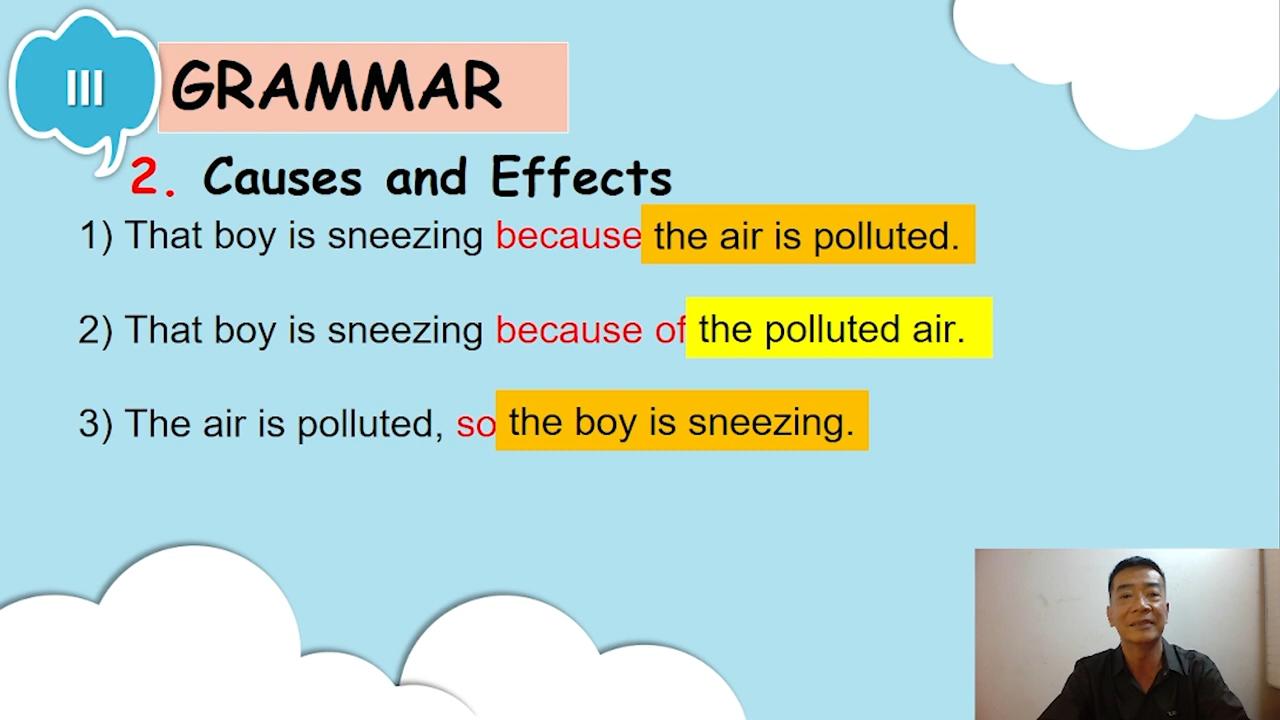 III
GRAMMAR
2. Causes and Effects
1) That boy is sneezing because the air is polluted.
2) That boy is sneezing because of the polluted air.
3) The air is polluted, so the boy is sneezing.